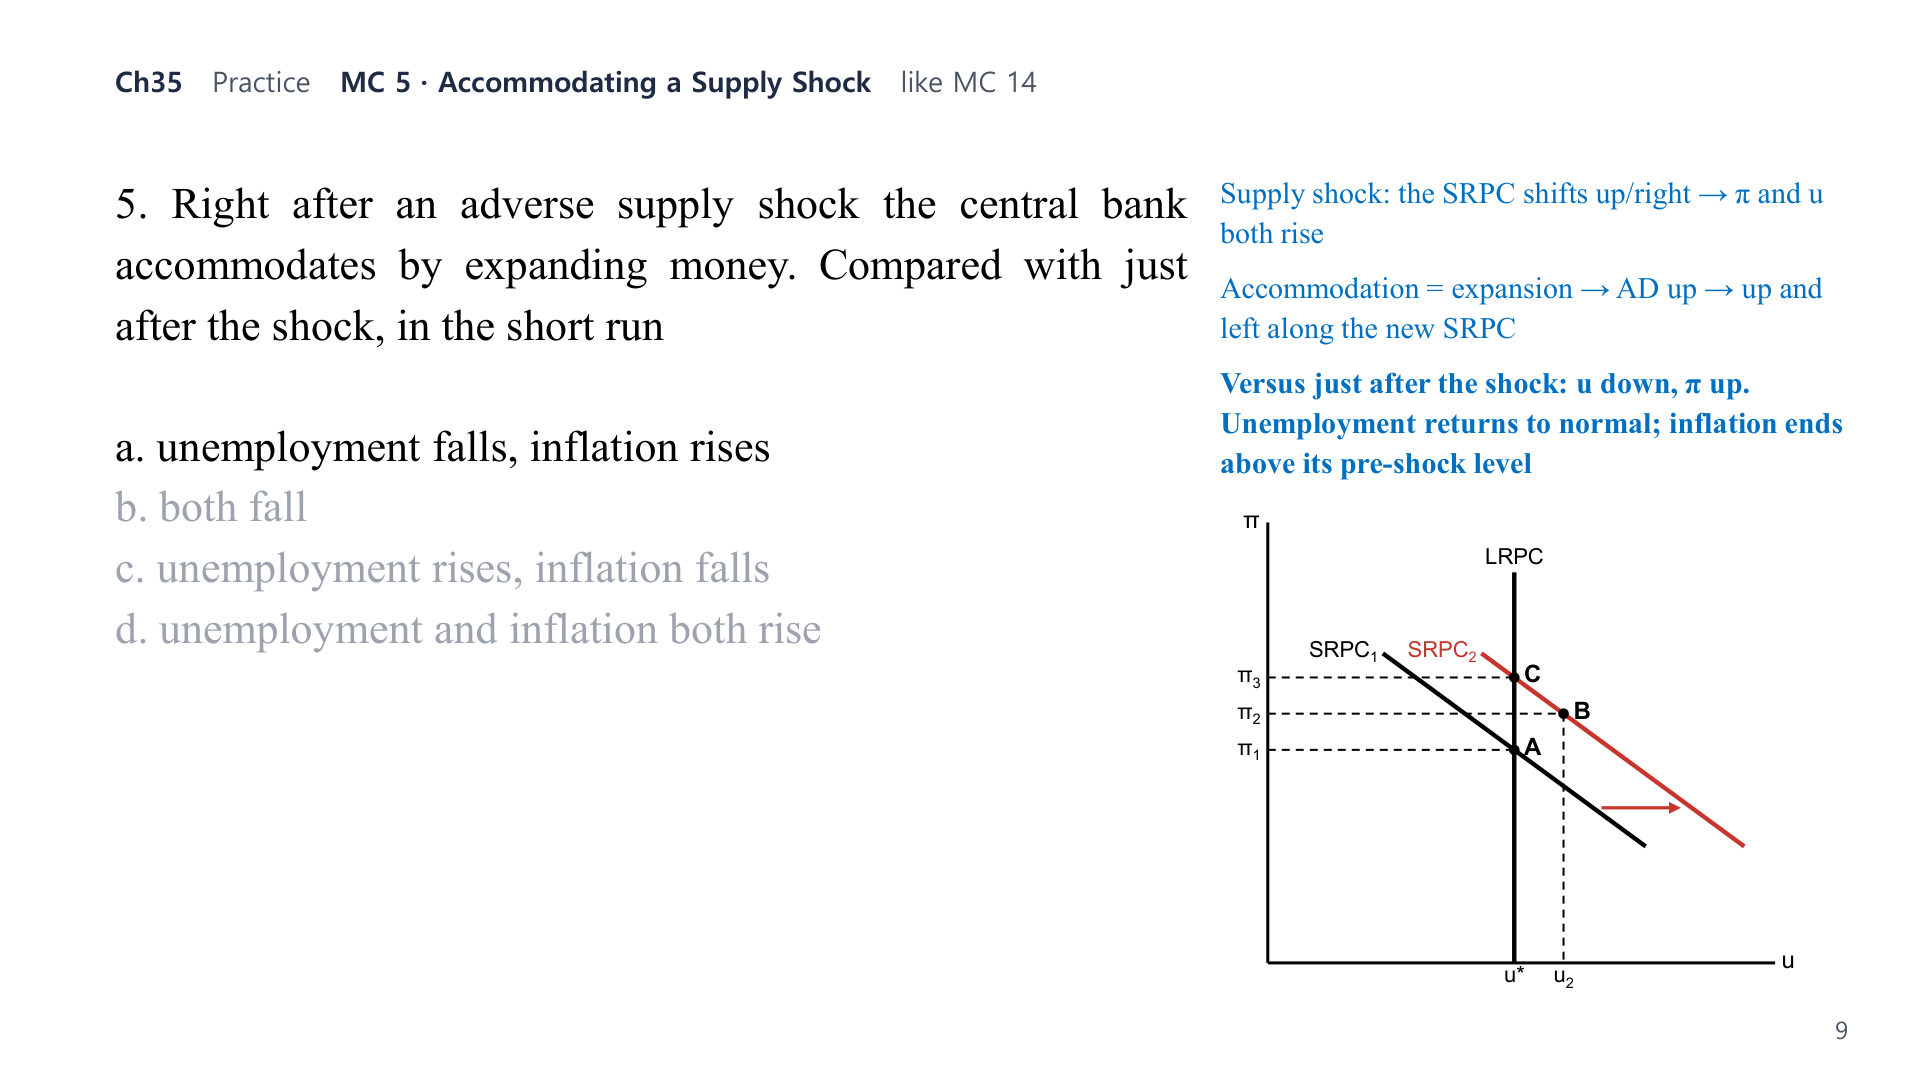 Ch35 Practice MC 5 · Accommodating a Supply Shock like MC 14
5. Right after an adverse supply shock the central bank
accommodates by expanding money. Compared with just
after the shock, in the short run
a. unemployment falls, inflation rises
b. both fall
c. unemployment rises, inflation falls
d. unemployment and inflation both rise
Supply shock: the SRPC shifts up/right → π and u
both rise
Accommodation = expansion → AD up → up and
left along the new SRPC
Versus just after the shock: u down, π up.
Unemployment returns to normal; inflation ends
above its pre-shock level
π
LRPC
SRPC₁ SRPC₂
π₃ C
π₂ B
π₁ A
u
u* u₂
9